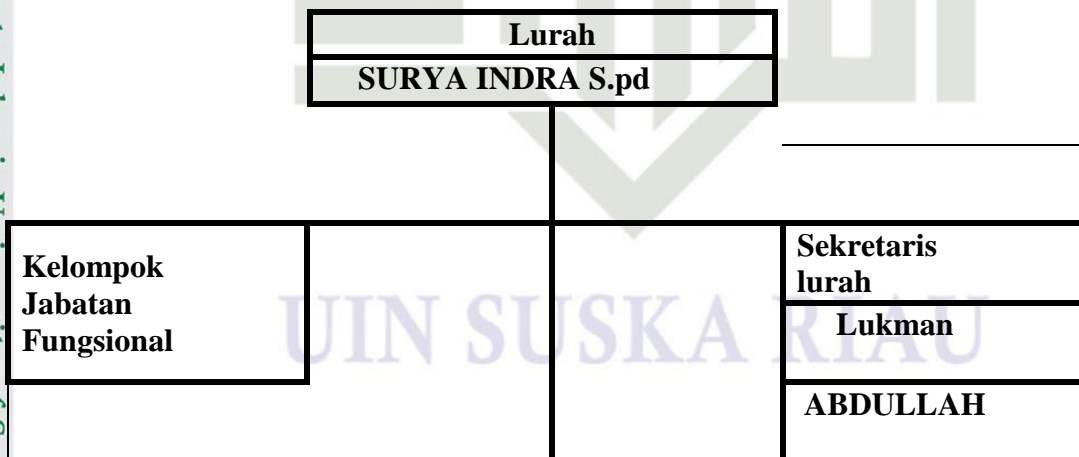 Lurah
SURYA INDRA S.pd
Kelompok
Jabatan
Fungsional
Sekretaris
lurah
Lukman
ABDULLAH
UIN SUSKA RIAU